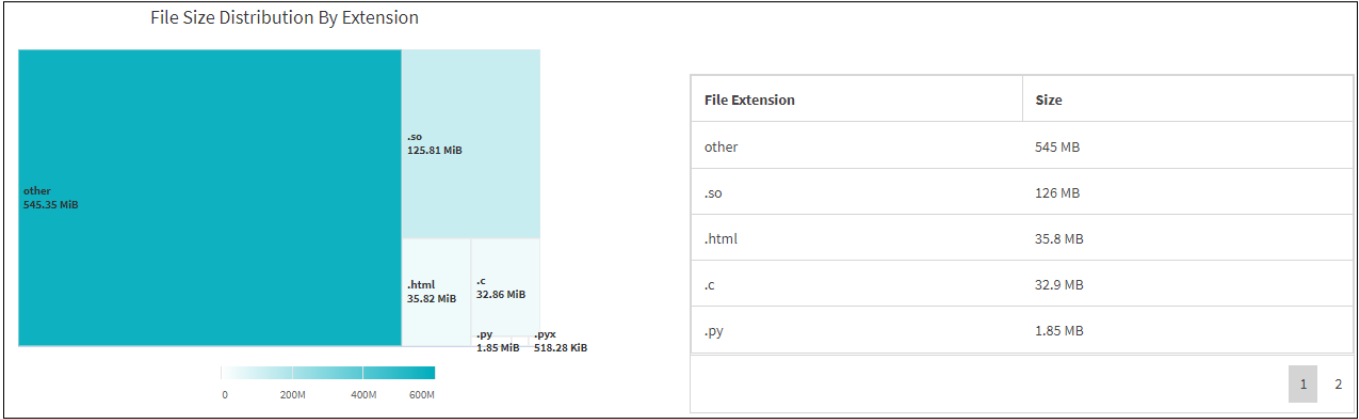 File Size Distribution By Extension
other
545.35 MiB
.so
125.81 MiB
.html
35.82 MiB
.c
32.86 MiB
.py
1.85 MiB
.pyx
518.28 KiB
0 200M 400M 600M
File Extension Size
other 545 MB
.so 126 MB
.html 35.8 MB
.c 32.9 MB
.py 1.85 MB
1 2